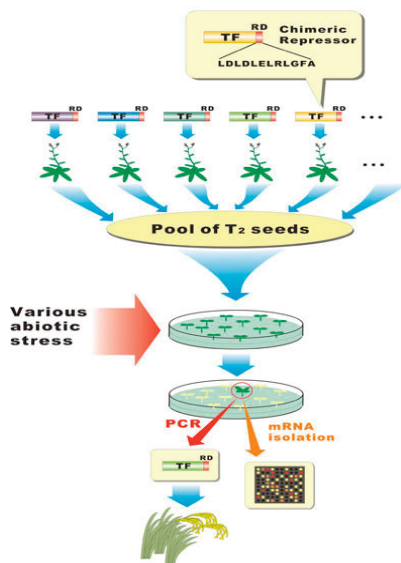 RD
TF
Chimeric
Repressor
LDLDLELRLGFA
RD RD RD RD RD
TF TF TF TF TF ...
...
Pool of T₂ seeds
Various
abiotic
stress
PCR
mRNA
isolation
RD
TF